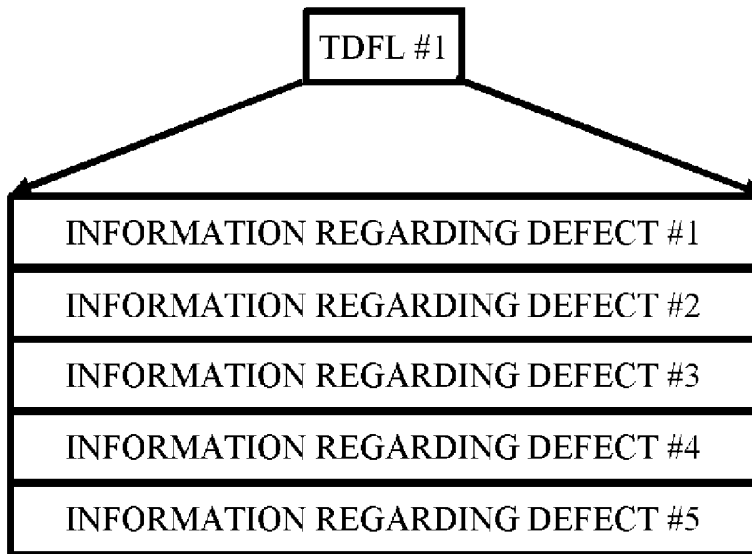 TDFL #1
INFORMATION REGARDING DEFECT #1
INFORMATION REGARDING DEFECT #2
INFORMATION REGARDING DEFECT #3
INFORMATION REGARDING DEFECT #4
INFORMATION REGARDING DEFECT #5